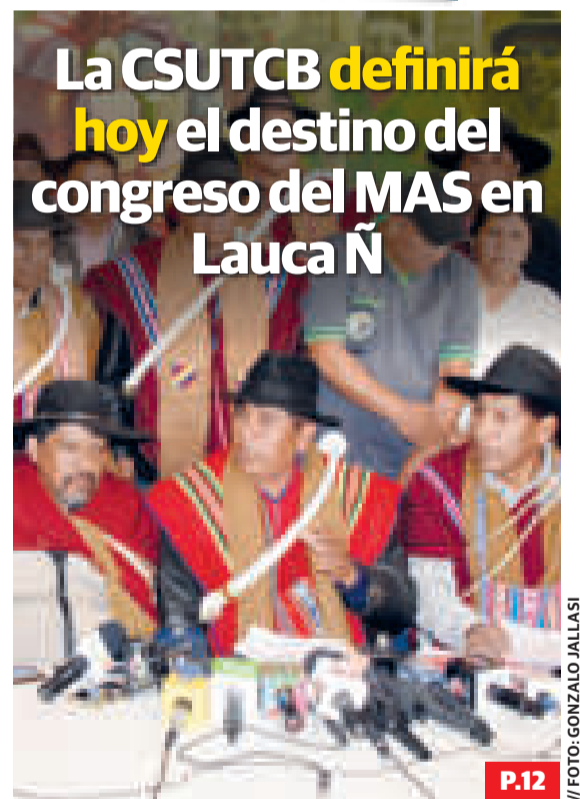 La CSUTCB definirá
hoy el destino del
congreso del MAS en
Lauca Ñ
// FOTO: GONZALO JALLASI
P.12